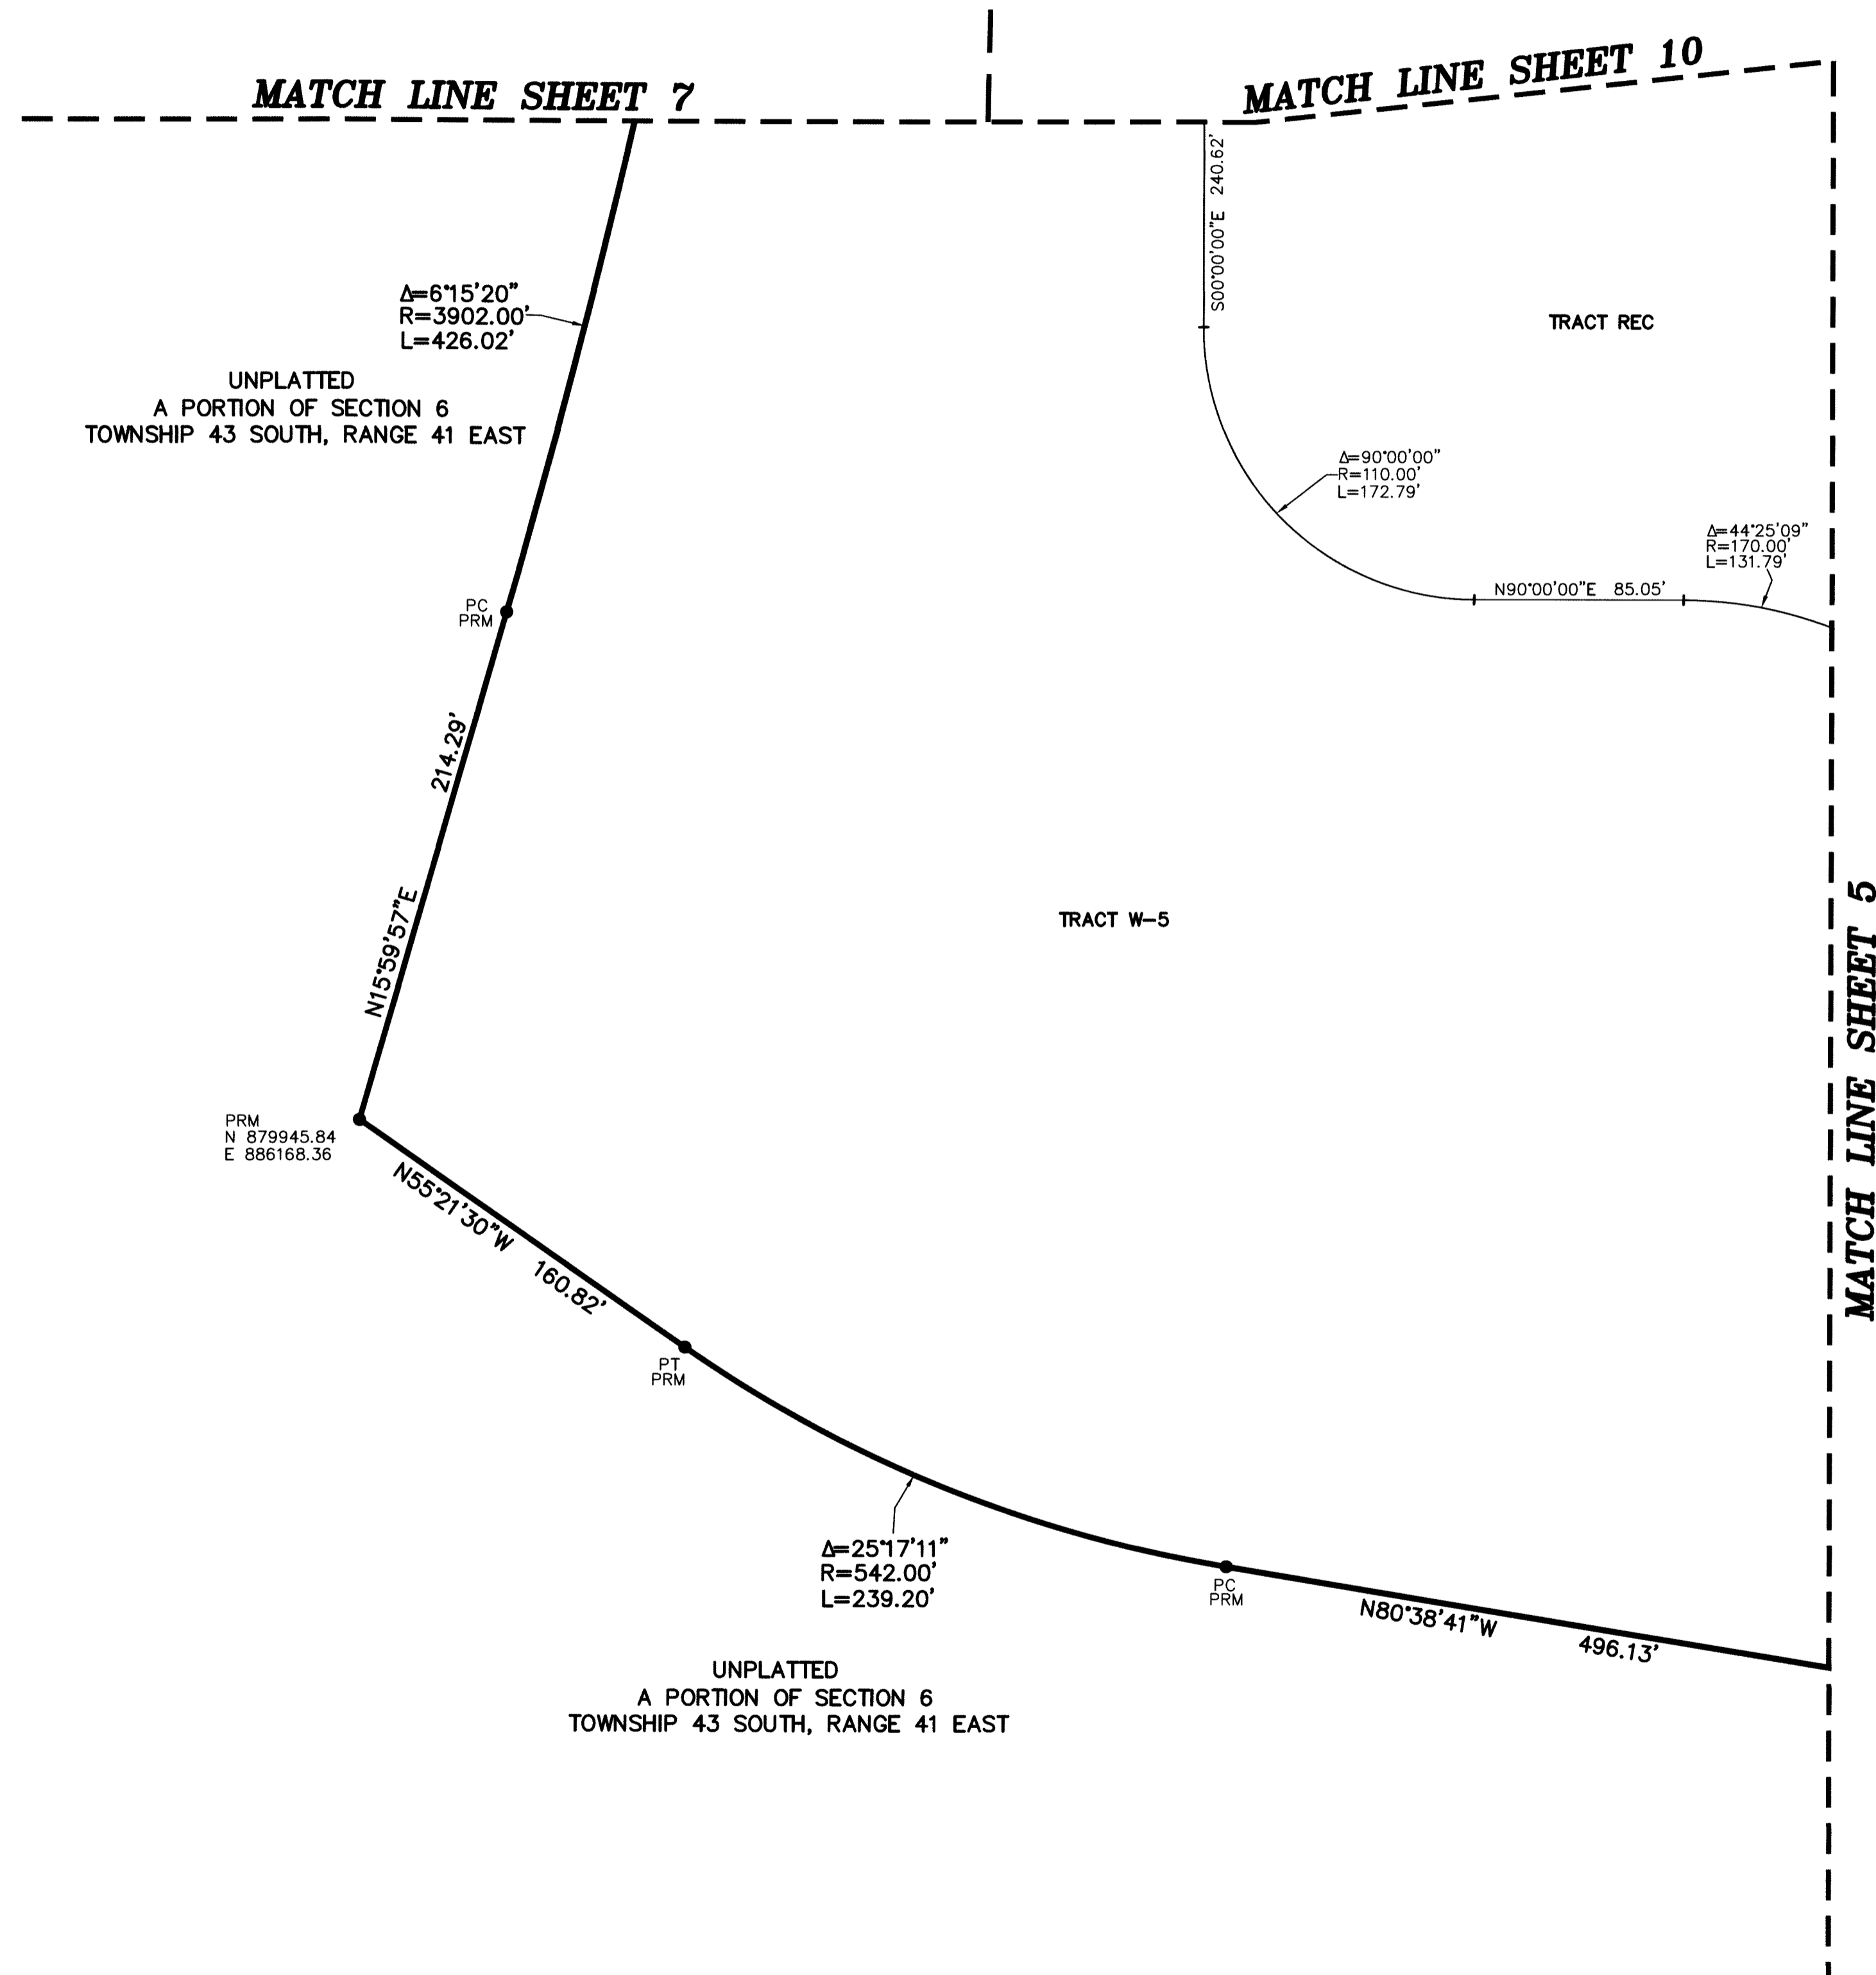 MATCH LINE SHEET 7
MATCH LINE SHEET 10
S00°00'00"E 240.62'
Δ=6°15'20"
R=3902.00'
L=426.02'
TRACT REC
UNPLATTED
A PORTION OF SECTION 6
TOWNSHIP 43 SOUTH, RANGE 41 EAST
Δ=90°00'00"
R=110.00'
L=172.79'
Δ=44°25'09"
R=170.00'
L=131.79'
N90°00'00"E 85.05'
PC
PRM
N15°59'57"E 214.29'
TRACT W-5
MATCH LINE SHEET 5
PRM
N 879945.84
E 886168.36
N55°21'30"W 160.82'
PT
PRM
Δ=25°17'11"
R=542.00'
L=239.20'
PC
PRM
N80°38'41"W 496.13'
UNPLATTED
A PORTION OF SECTION 6
TOWNSHIP 43 SOUTH, RANGE 41 EAST